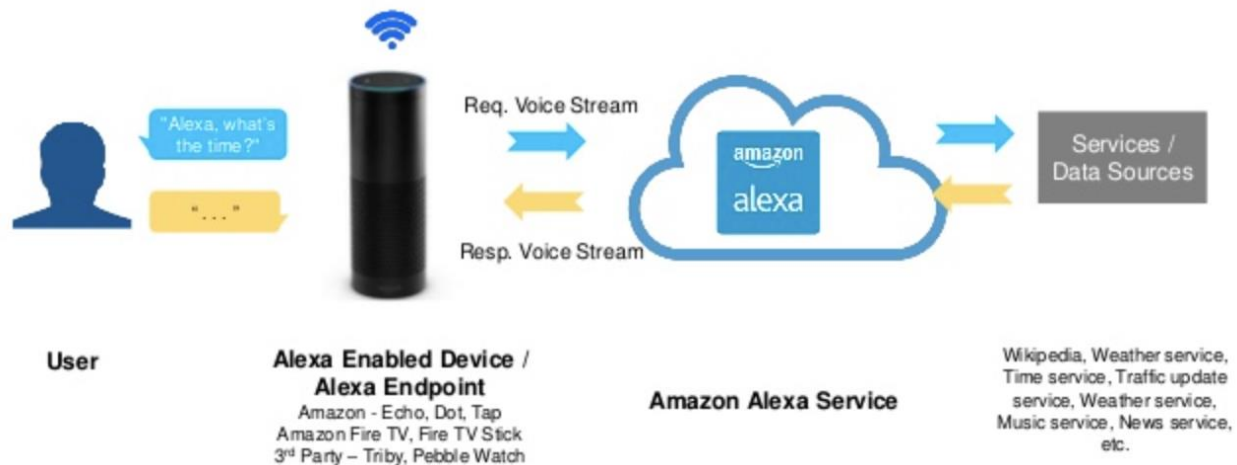 "Alexa, what's
the time?"
"..."
Req. Voice Stream
Resp. Voice Stream
amazon
alexa
Services /
Data Sources
User
Alexa Enabled Device /
Alexa Endpoint
Amazon - Echo, Dot, Tap
Amazon Fire TV, Fire TV Stick
3rd Party – Triby, Pebble Watch
Amazon Alexa Service
Wikipedia, Weather service,
Time service, Traffic update
service, Weather service,
Music service, News service,
etc.